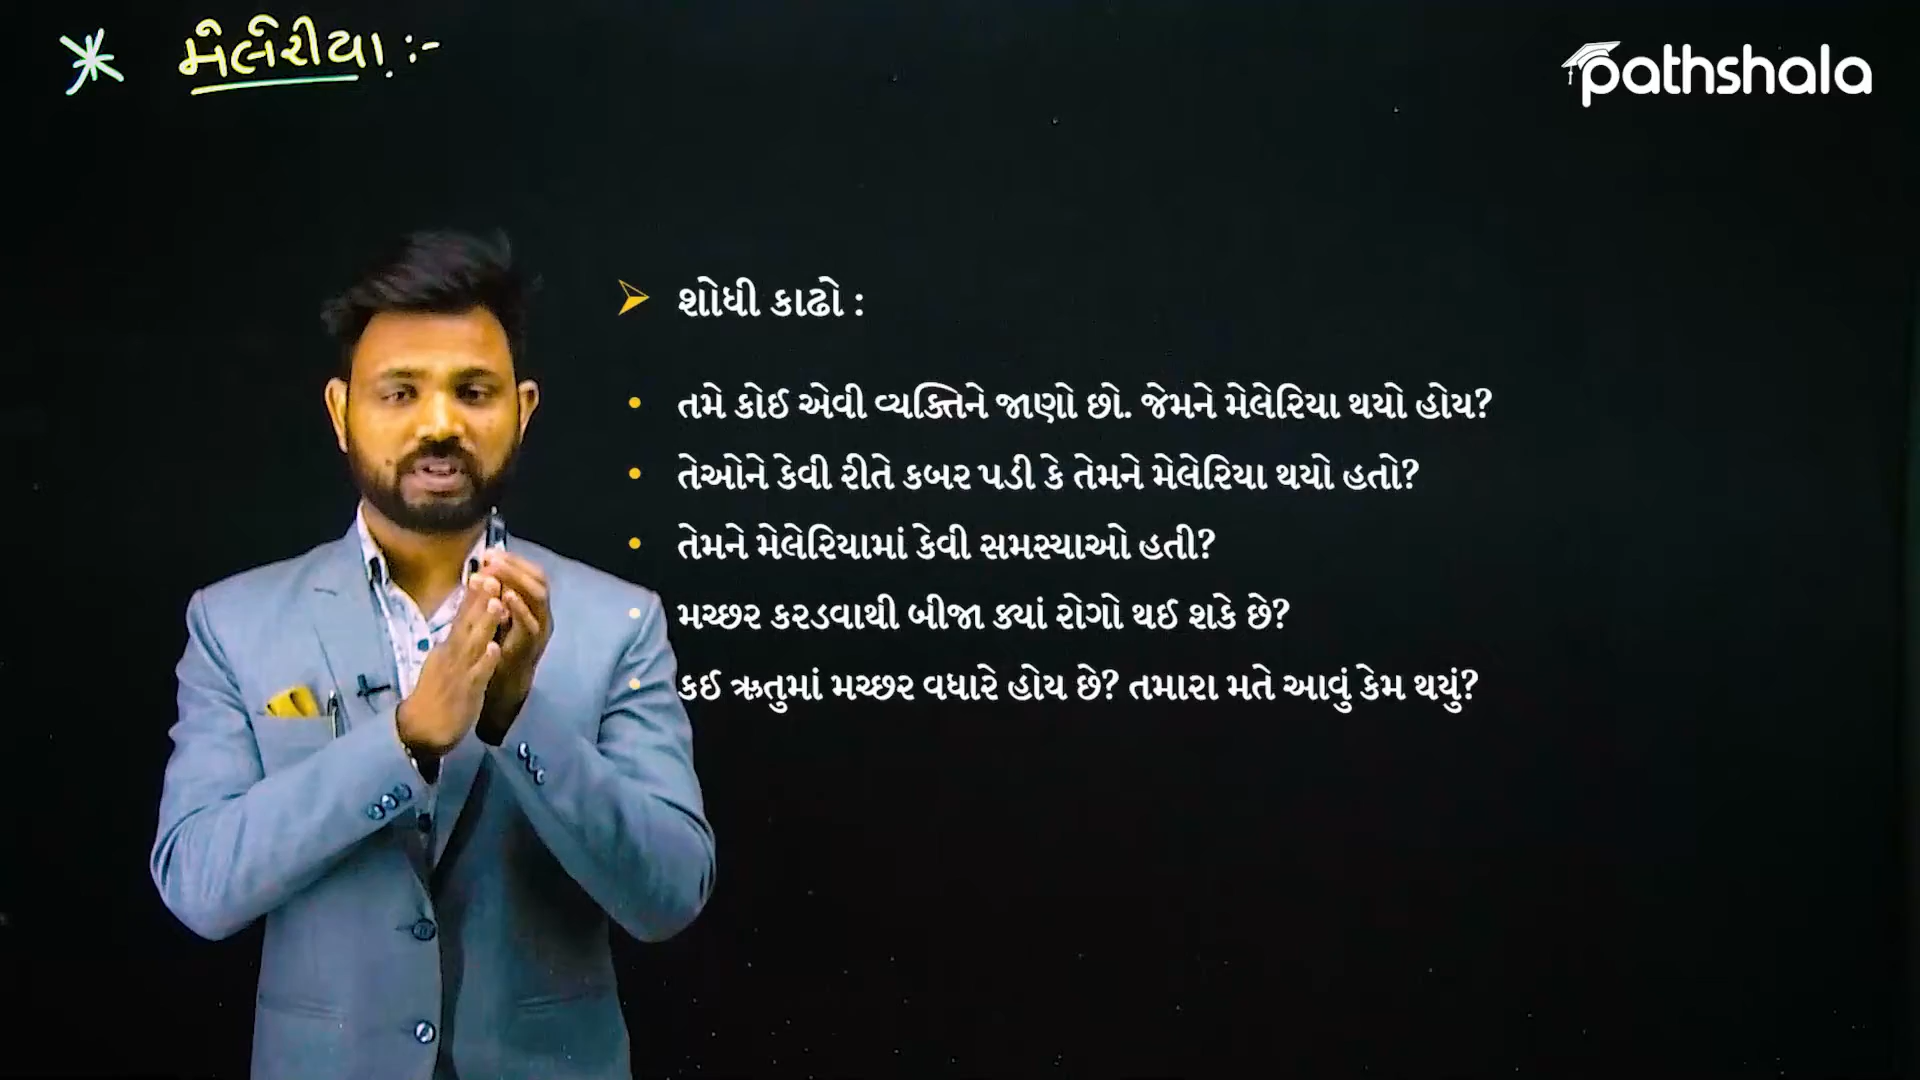 * મેલેરીયા :-
pathshala
➢ શોધી કાઢો :
• તમે કોઈ એવી વ્યક્તિને જાણો છો. જેમને મેલેરિયા થયો હોય?
• તેઓને કેવી રીતે કબર પડી કે તેમને મેલેરિયા થયો હતો?
• તેમને મેલેરિયામાં કેવી સમસ્યાઓ હતી?
• મચ્છર કરડવાથી બીજા ક્યાં રોગો થઈ શકે છે?
• કઈ ઋતુમાં મચ્છર વધારે હોય છે? તમારા મતે આવું કેમ થયું?